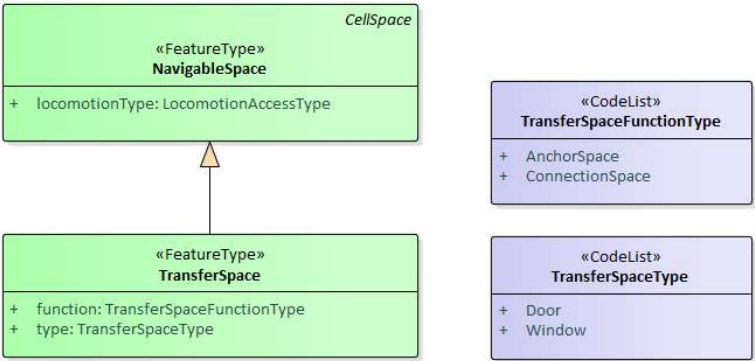 CellSpace
«FeatureType»
NavigableSpace
+ locomotionType: LocomotionAccessType
«CodeList»
TransferSpaceFunctionType
+ AnchorSpace
+ ConnectionSpace
«FeatureType»
TransferSpace
+ function: TransferSpaceFunctionType
+ type: TransferSpaceType
«CodeList»
TransferSpaceType
+ Door
+ Window